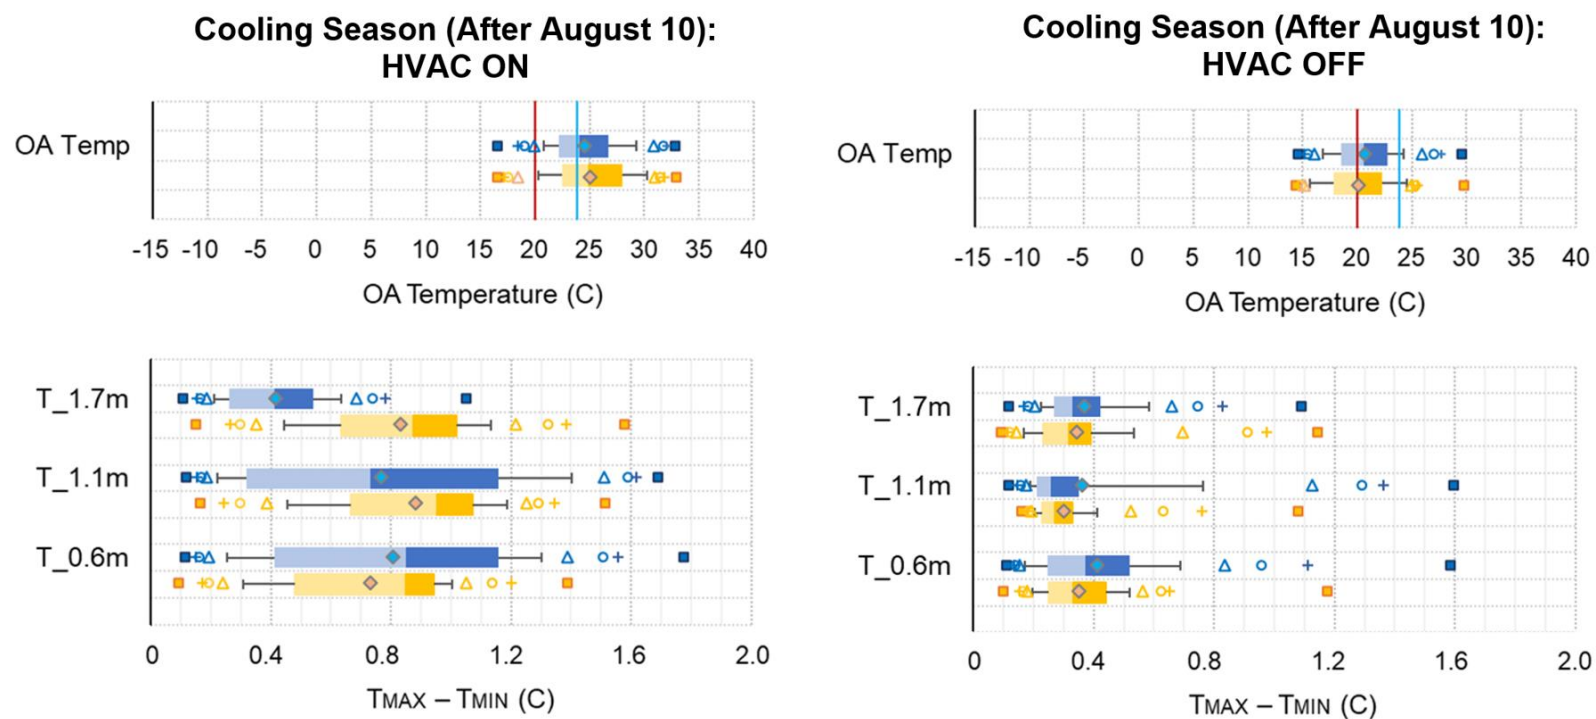 Cooling Season (After August 10):
HVAC ON
OA Temp
-15 -10 -5 0 5 10 15 20 25 30 35 40
OA Temperature (C)
T_1.7m
T_1.1m
T_0.6m
0 0.4 0.8 1.2 1.6 2.0
TMAX – TMIN (C)
Cooling Season (After August 10):
HVAC OFF
OA Temp
-15 -10 -5 0 5 10 15 20 25 30 35 40
OA Temperature (C)
T_1.7m
T_1.1m
T_0.6m
0 0.4 0.8 1.2 1.6 2.0
TMAX – TMIN (C)